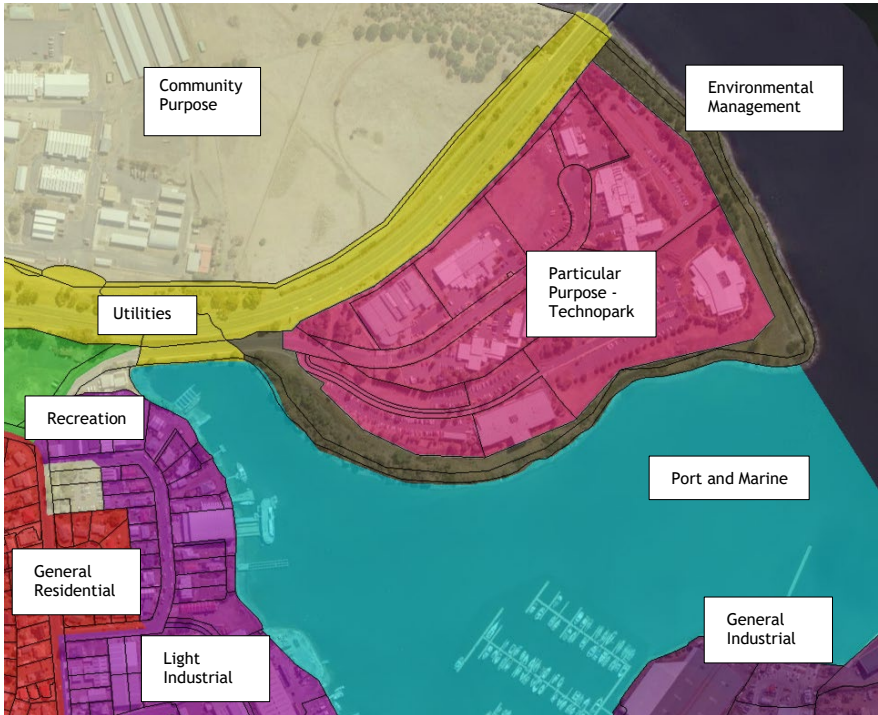 Community
Purpose
Environmental
Management
Particular
Purpose -
Technopark
Utilities
Recreation
Port and Marine
General
Residential
General
Industrial
Light
Industrial